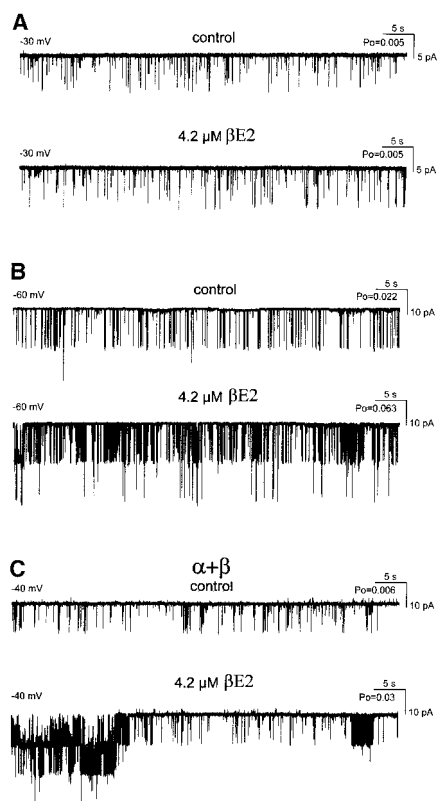 A
control
5 s
-30 mV
Po=0.005
5 pA
4.2 μM βE2
5 s
-30 mV
Po=0.005
5 pA
B
control
5 s
-60 mV
Po=0.022
10 pA
4.2 μM βE2
5 s
-60 mV
Po=0.063
10 pA
C
α+β
control
5 s
-40 mV
Po=0.006
10 pA
4.2 μM βE2
5 s
-40 mV
Po=0.03
10 pA